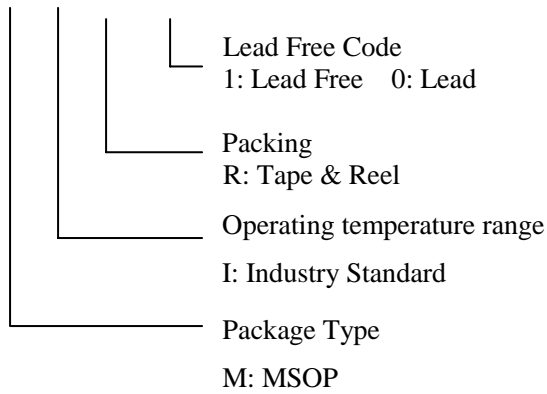 Lead Free Code
1: Lead Free 0: Lead
Packing
R: Tape & Reel
Operating temperature range
I: Industry Standard
Package Type
M: MSOP